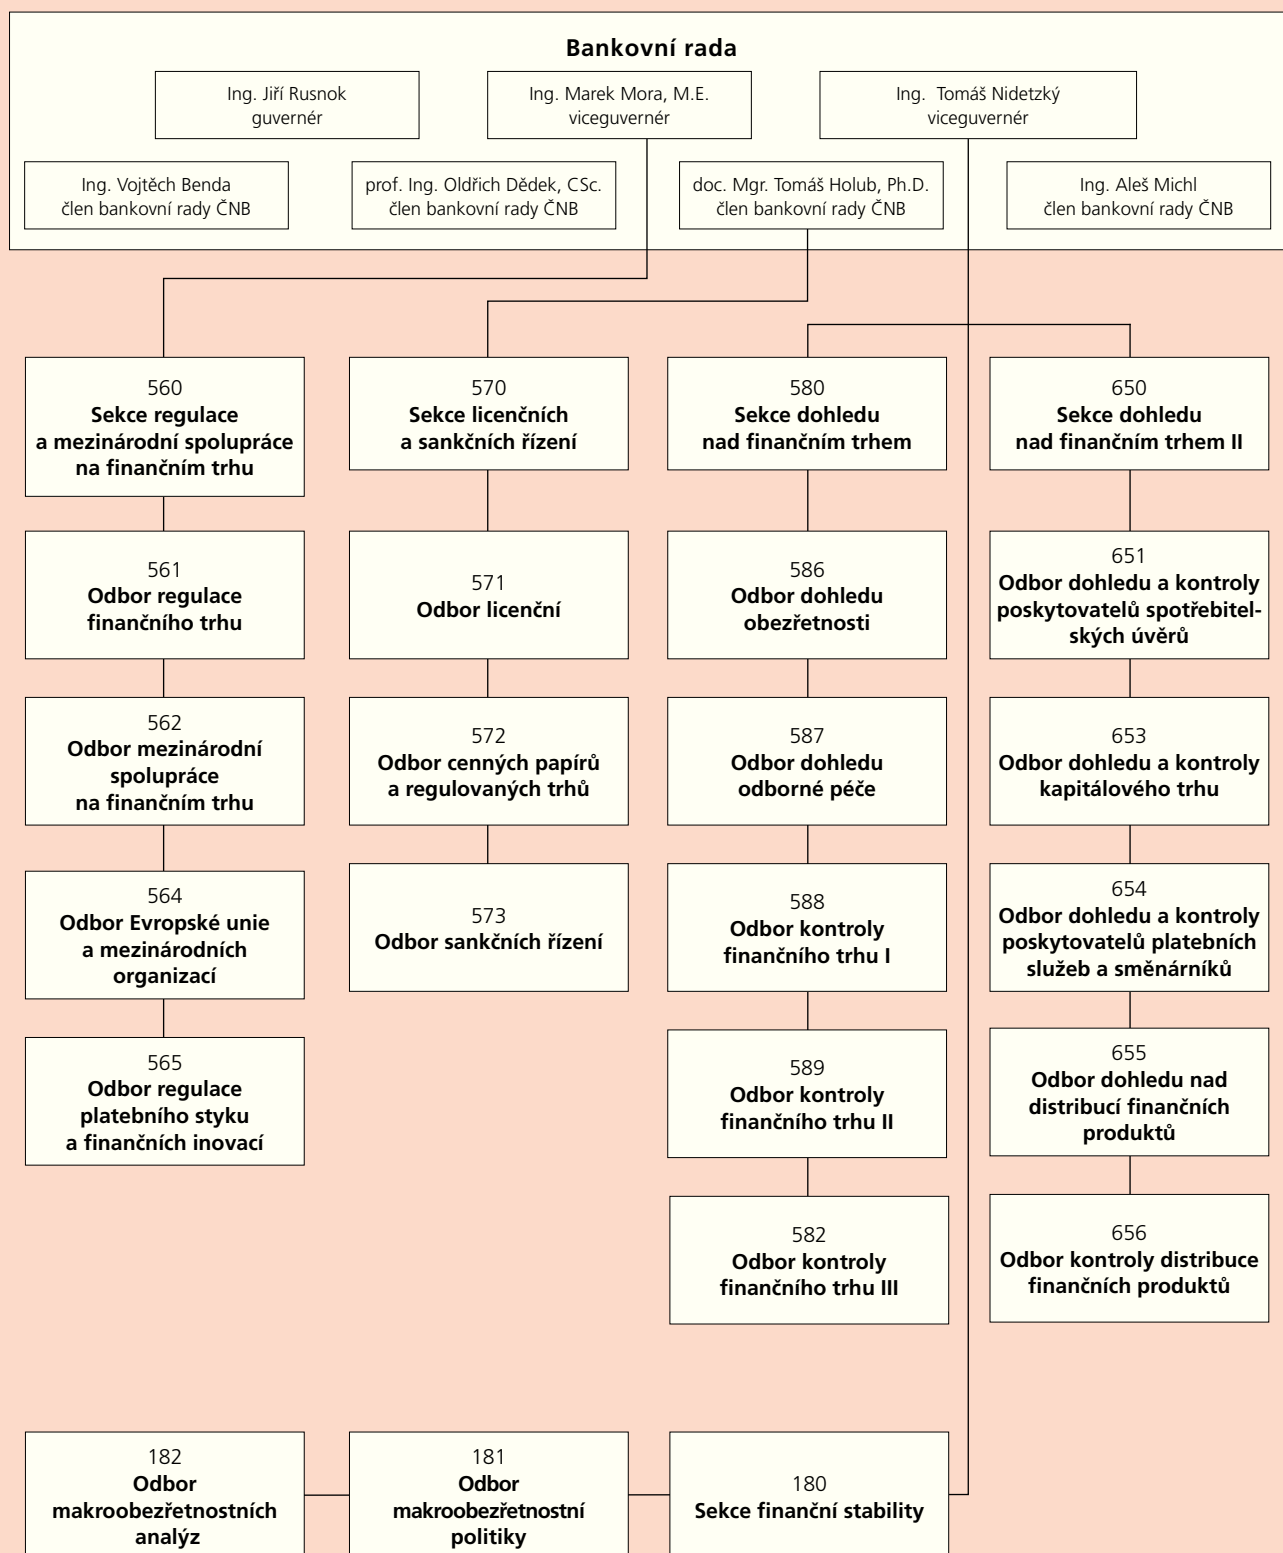 Bankovní rada
Ing. Jiří Rusnok
guvernér
Ing. Marek Mora, M.E.
viceguvernér
Ing. Tomáš Nidetzký
viceguvernér
Ing. Vojtěch Benda
člen bankovní rady ČNB
prof. Ing. Oldřich Dědek, CSc.
člen bankovní rady ČNB
doc. Mgr. Tomáš Holub, Ph.D.
člen bankovní rady ČNB
Ing. Aleš Michl
člen bankovní rady ČNB
560
Sekce regulace
a mezinárodní spolupráce
na finančním trhu
570
Sekce licenčních
a sankčních řízení
580
Sekce dohledu
nad finančním trhem
650
Sekce dohledu
nad finančním trhem II
561
Odbor regulace
finančního trhu
571
Odbor licenční
586
Odbor dohledu
obezřetnosti
651
Odbor dohledu a kontroly
poskytovatelů spotřebitel-
ských úvěrů
562
Odbor mezinárodní
spolupráce
na finančním trhu
572
Odbor cenných papírů
a regulovaných trhů
587
Odbor dohledu
odborné péče
653
Odbor dohledu a kontroly
kapitálového trhu
564
Odbor Evropské unie
a mezinárodních
organizací
573
Odbor sankčních řízení
588
Odbor kontroly
finančního trhu I
654
Odbor dohledu a kontroly
poskytovatelů platebních
služeb a směnárníků
565
Odbor regulace
platebního styku
a finančních inovací
589
Odbor kontroly
finančního trhu II
655
Odbor dohledu nad
distribucí finančních
produktů
582
Odbor kontroly
finančního trhu III
656
Odbor kontroly distribuce
finančních produktů
182
Odbor
makroobezřetnostních
analýz
181
Odbor
makroobezřetnostní
politiky
180
Sekce finanční stability